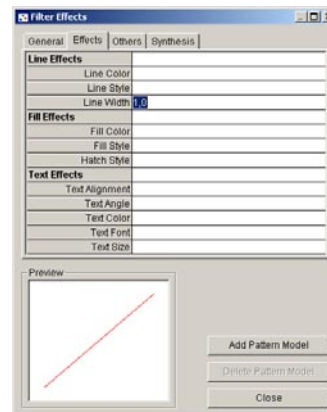 Filter Effects
General Effects Others Synthesis
Line Effects
Line Color
Line Style
Line Width 1,0
Fill Effects
Fill Color
Fill Style
Hatch Style
Text Effects
Text Alignment
Text Angle
Text Color
Text Font
Text Size
Preview
Add Pattern Model
Delete Pattern Model
Close